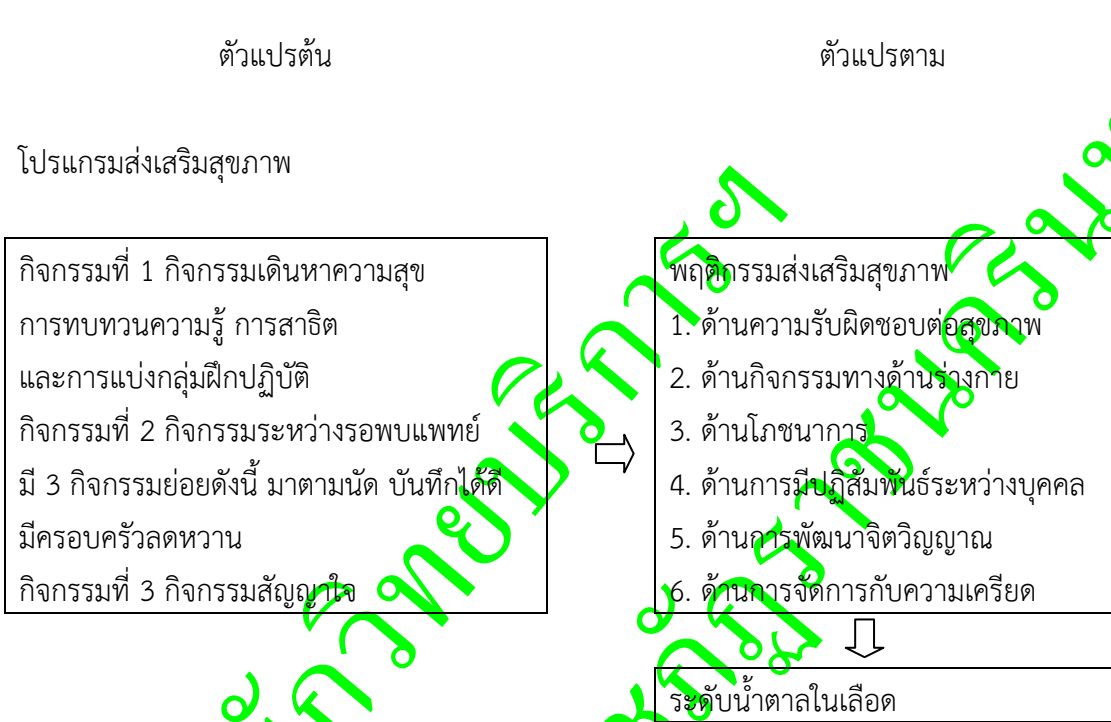 ตัวแปรต้น
ตัวแปรตาม
โปรแกรมส่งเสริมสุขภาพ
กิจกรรมที่ 1 กิจกรรมเดินหาความสุข
การทบทวนความรู้ การสาธิต
และการแบ่งกลุ่มฝึกปฏิบัติ
กิจกรรมที่ 2 กิจกรรมระหว่างรอพบแพทย์
มี 3 กิจกรรมย่อยดังนี้ มาตามนัด บันทึกได้ดี
มีครอบครัวลดหวาน
กิจกรรมที่ 3 กิจกรรมสัญญาใจ
พฤติกรรมส่งเสริมสุขภาพ
1. ด้านความรับผิดชอบต่อสุขภาพ
2. ด้านกิจกรรมทางด้านร่างกาย
3. ด้านโภชนาการ
4. ด้านการมีปฏิสัมพันธ์ระหว่างบุคคล
5. ด้านการพัฒนาจิตวิญญาณ
6. ด้านการจัดการกับความเครียด
ระดับน้ำตาลในเลือด